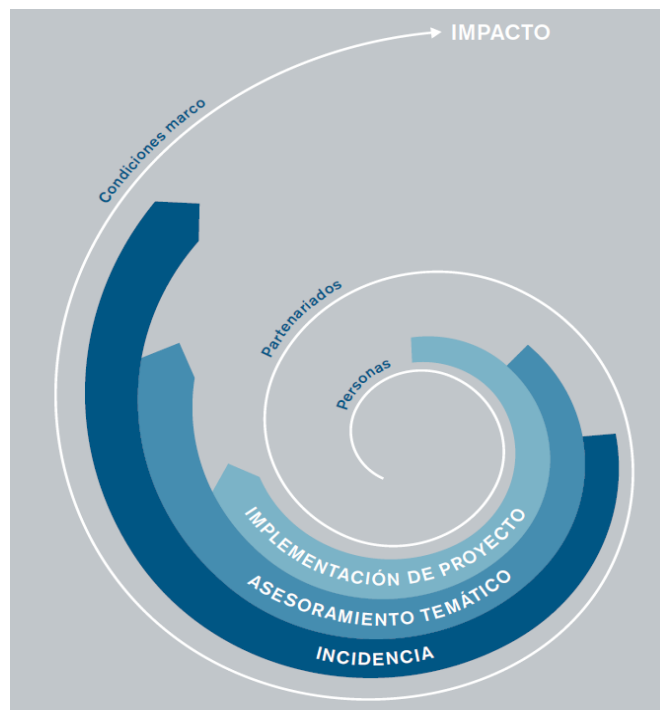 IMPACTO
Condiciones marco
Partenariados
Personas
IMPLEMENTACIÓN DE PROYECTO
ASESORAMIENTO TEMÁTICO
INCIDENCIA